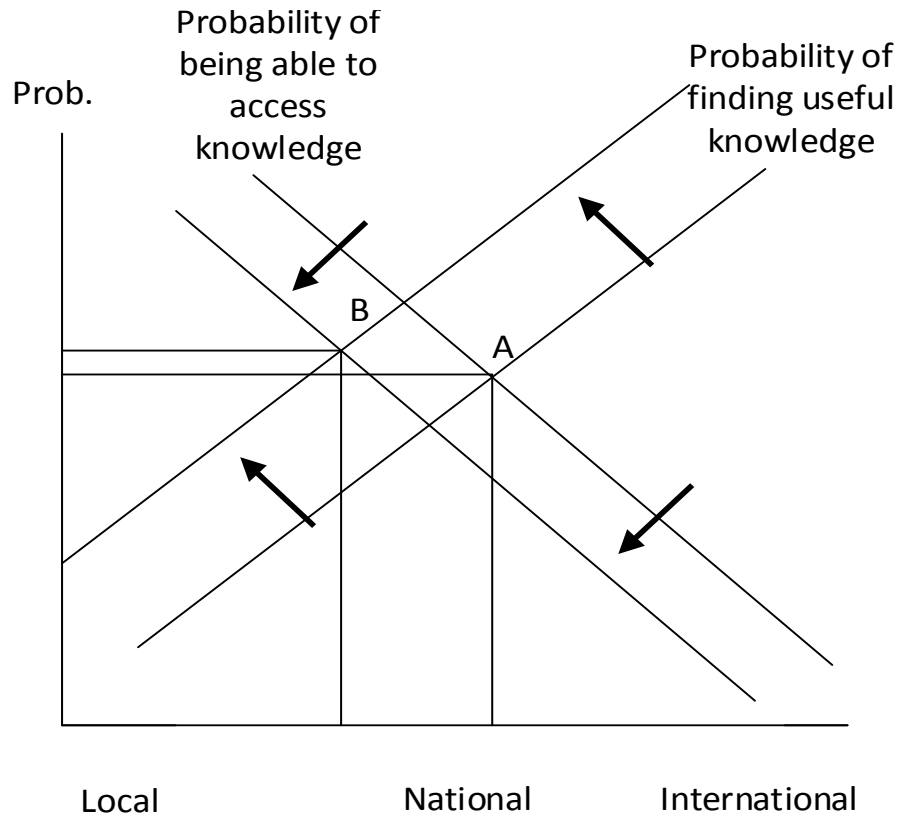 Probability of
being able to
access
knowledge
Probability of
finding useful
knowledge
Prob.
B
A
Local
National
International